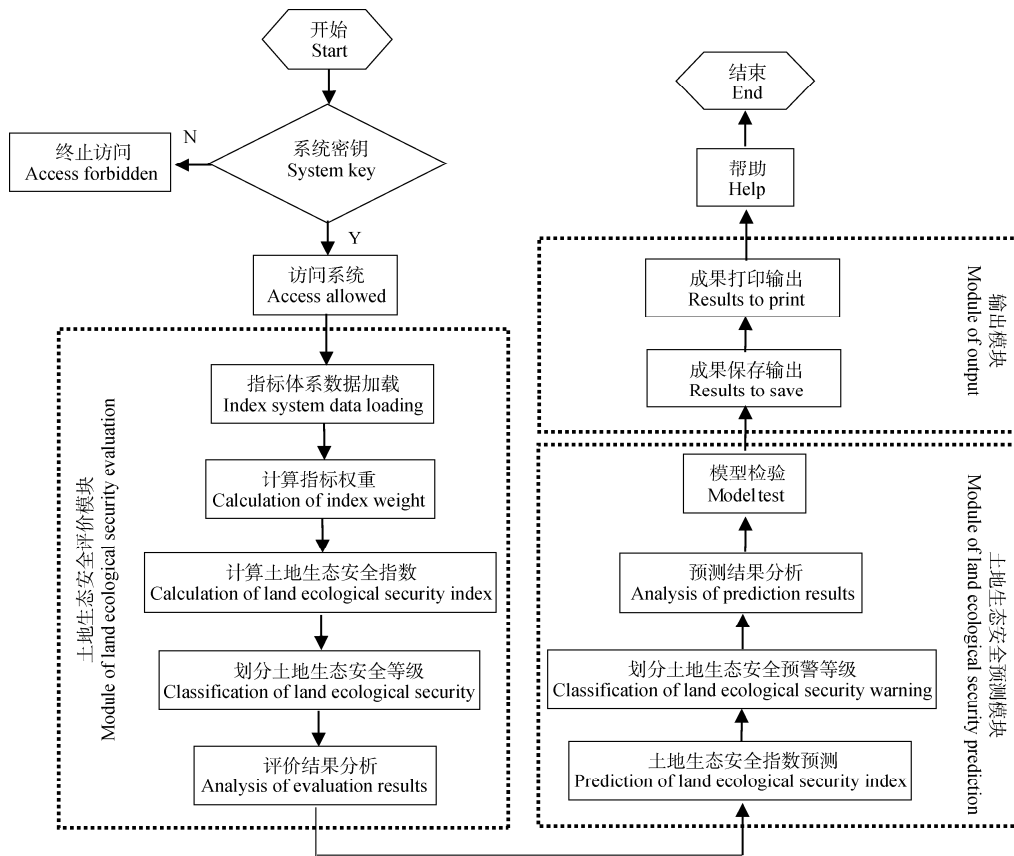 开始
Start
系统密钥
System key
N
终止访问
Access forbidden
Y
访问系统
Access allowed
土地生态安全评价模块
Module of land ecological security evaluation
指标体系数据加载
Index system data loading
计算指标权重
Calculation of index weight
计算土地生态安全指数
Calculation of land ecological security index
划分土地生态安全等级
Classification of land ecological security
评价结果分析
Analysis of evaluation results
土地生态安全指数预测
Prediction of land ecological security index
划分土地生态安全预警等级
Classification of land ecological security warning
预测结果分析
Analysis of prediction results
模型检验
Model test
土地生态安全预测模块
Module of land ecological security prediction
成果保存输出
Results to save
成果打印输出
Results to print
输出模块
Module of output
帮助
Help
结束
End